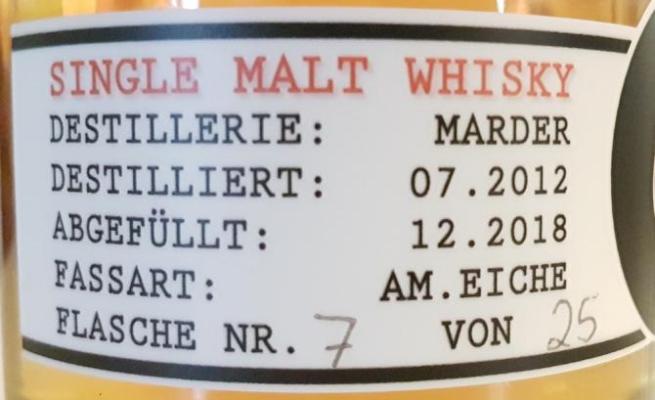 SINGLE MALT WHISKY
DESTILLERIE: MARDER
DESTILLIERT: 07.2012
ABGEFÜLLT: 12.2018
FASSART: AM.EICHE
FLASCHE NR. 7 VON 25